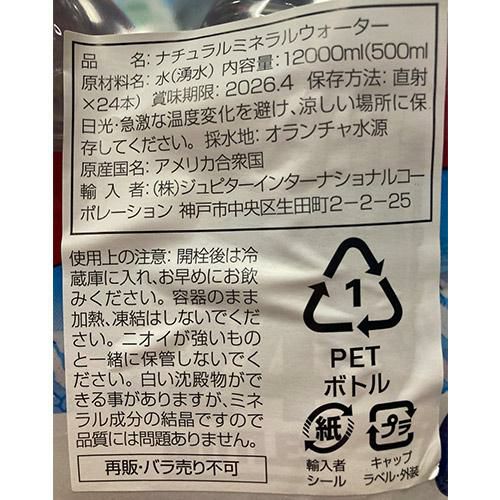 品 名: ナチュラルミネラルウォーター
原材料名: 水(湧水) 内容量: 12000ml(500ml
×24本) 賞味期限: 2026.4 保存方法: 直射
日光・急激な温度変化を避け、涼しい場所に保
存してください。 採水地: オランチャ水源
原産国名: アメリカ合衆国
輸入者: (株)ジュピターインターナショナルコー
ポレーション 神戸市中央区生田町2-2-25
使用上の注意: 開栓後は冷
蔵庫に入れ、お早めにお飲
みください。容器のまま
加熱、凍結はしないでくだ
さい。ニオイが強いもの
と一緒に保管しないでく
ださい。白い沈殿物がで
きる事がありますが、ミネ
ラル成分の結晶ですので
品質には問題ありません。
再販・バラ売り不可
1
PET
ボトル
紙
輸入者
シール
プラ
キャップ
ラベル・外装